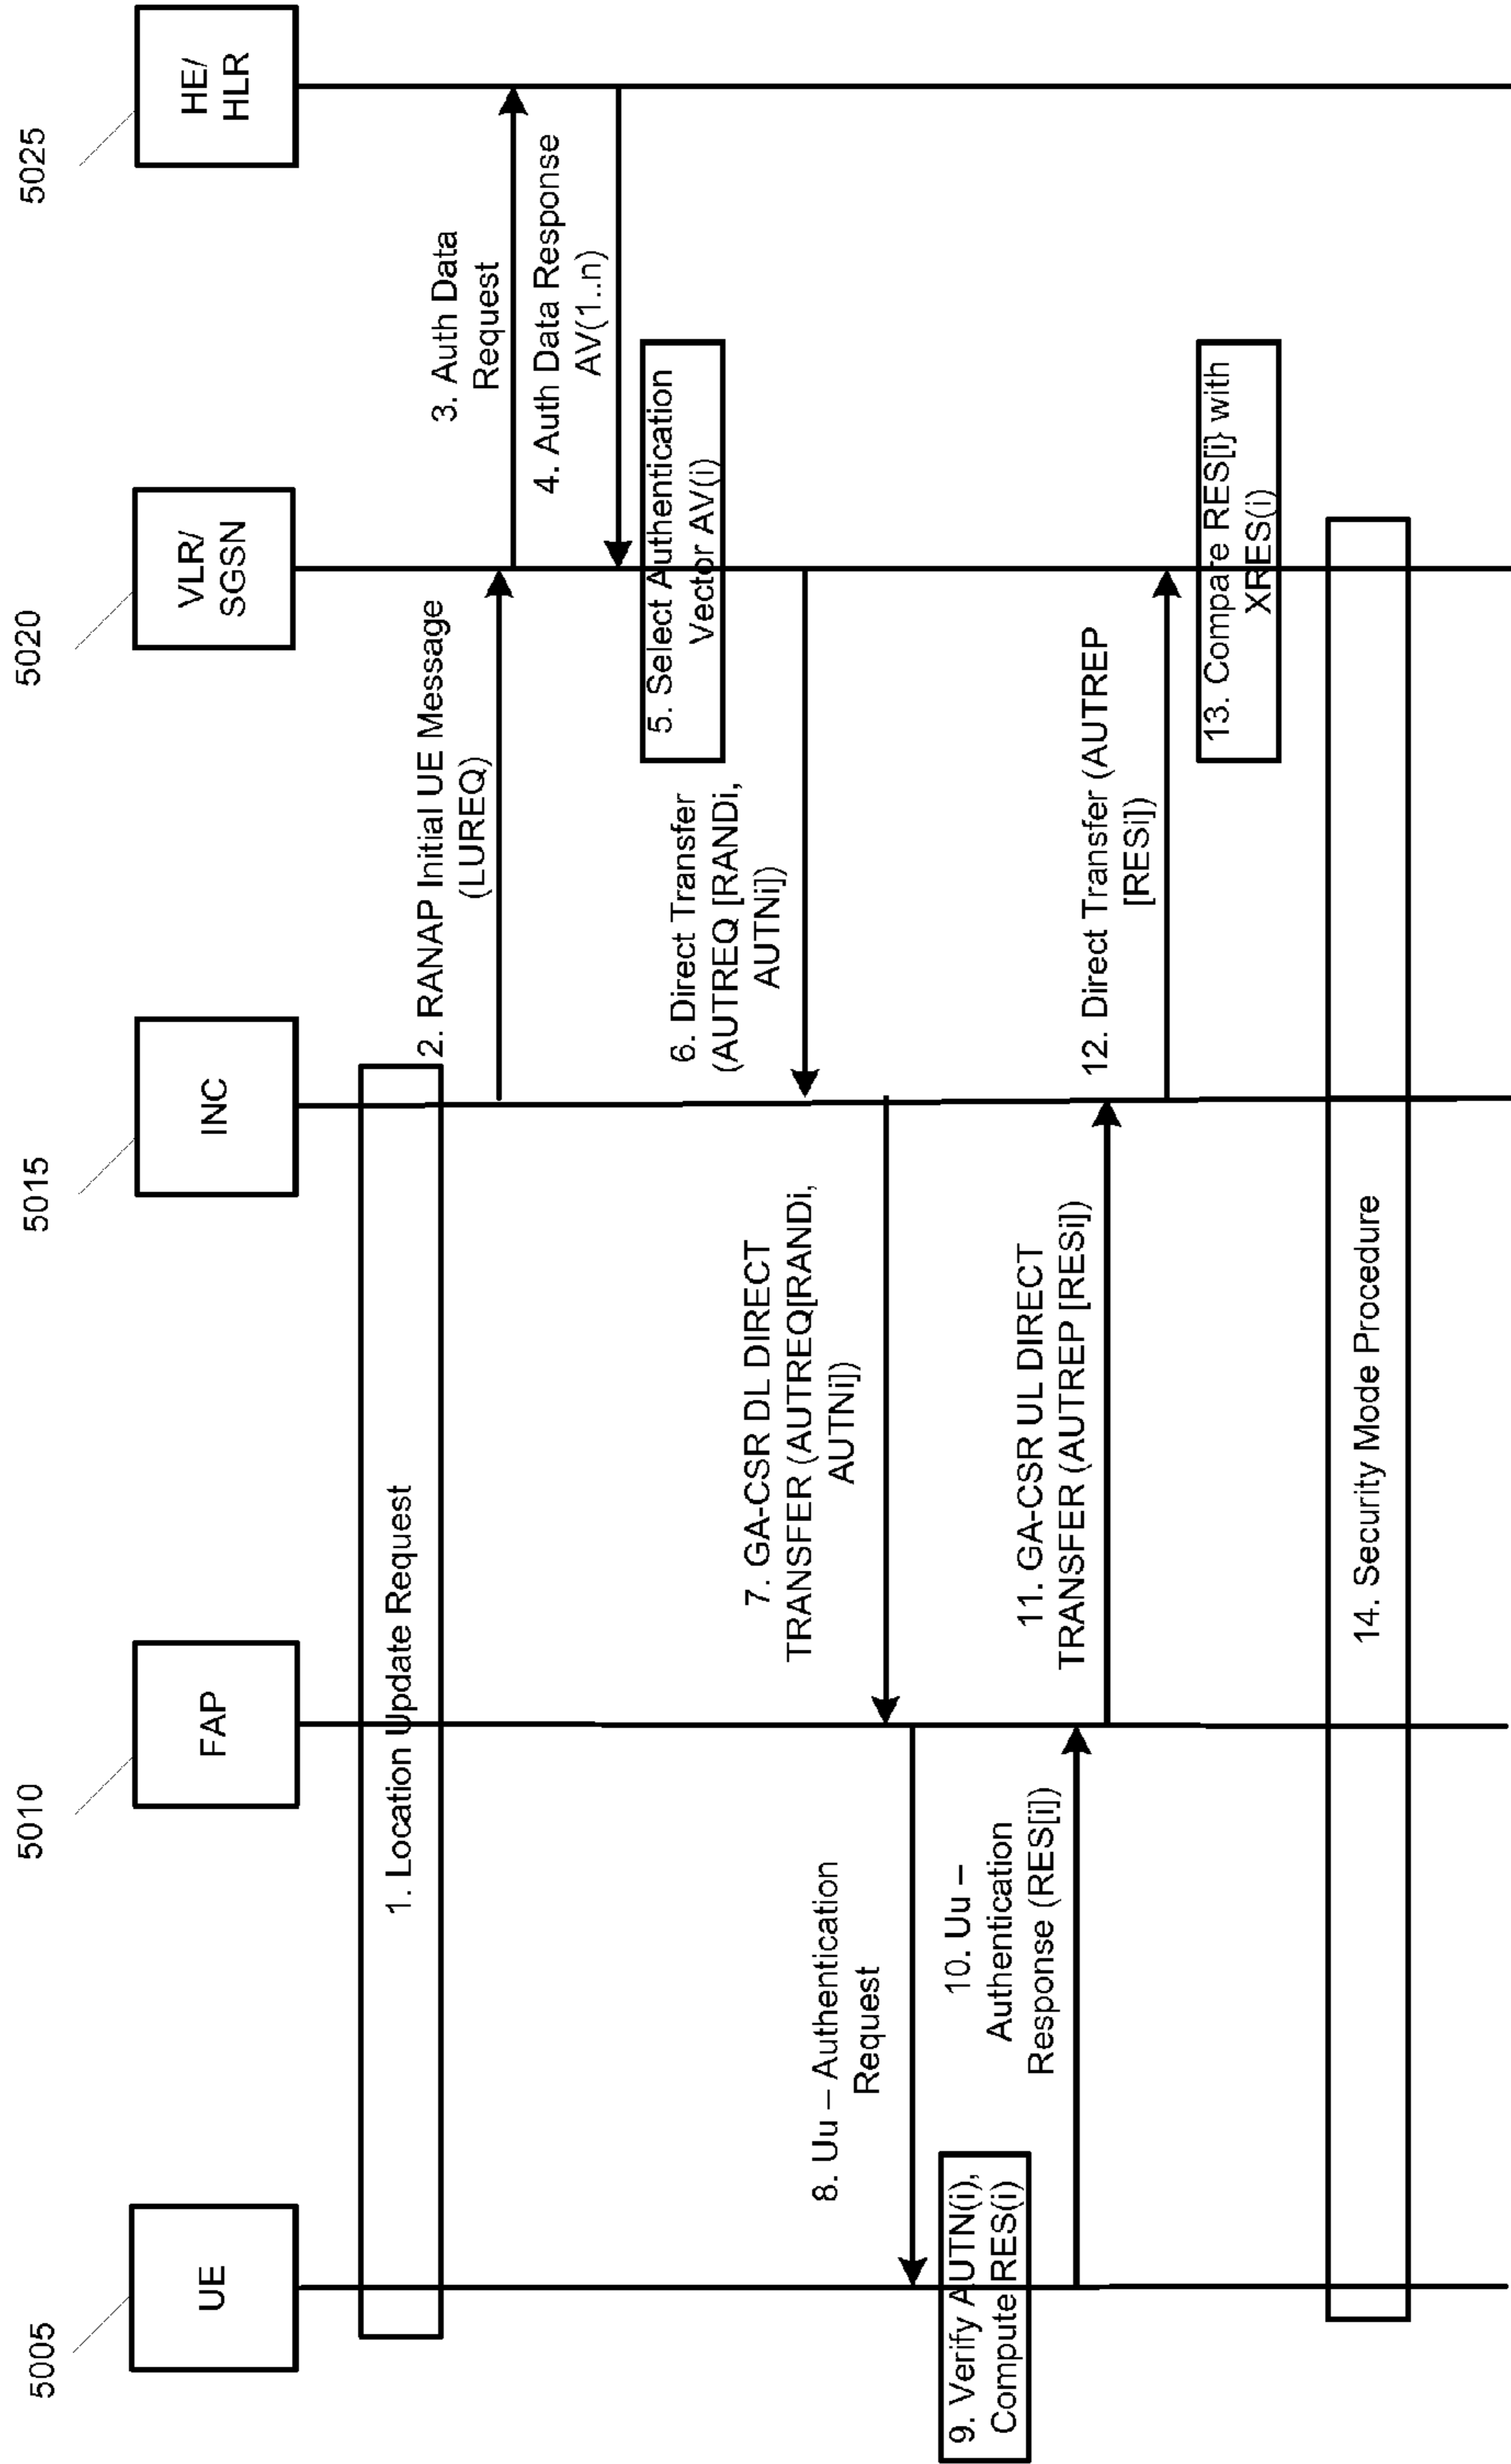 5005
5010
5015
5020
5025
UE
FAP
INC
VLR/
SGSN
HE/
HLR
1. Location Update Request
2. RANAP Initial UE Message
(LUREQ)
3. Auth Data
Request
4. Auth Data Response
AV(1..n)
5. Select Authentication
Vector AV(i)
6. Direct Transfer
(AUTREQ [RANDi,
AUTNi])
7. GA-CSR DL DIRECT
TRANSFER (AUTREQ[RANDi,
AUTNi])
8. Uu – Authentication
Request
9. Verify AUTN(i),
Compute RES(i)
10. Uu –
Authentication
Response (RES[i])
11. GA-CSR UL DIRECT
TRANSFER (AUTREP [RESi])
12. Direct Transfer (AUTREP
[RESi])
13. Compare RES[i} with
XRES(i)
14. Security Mode Procedure